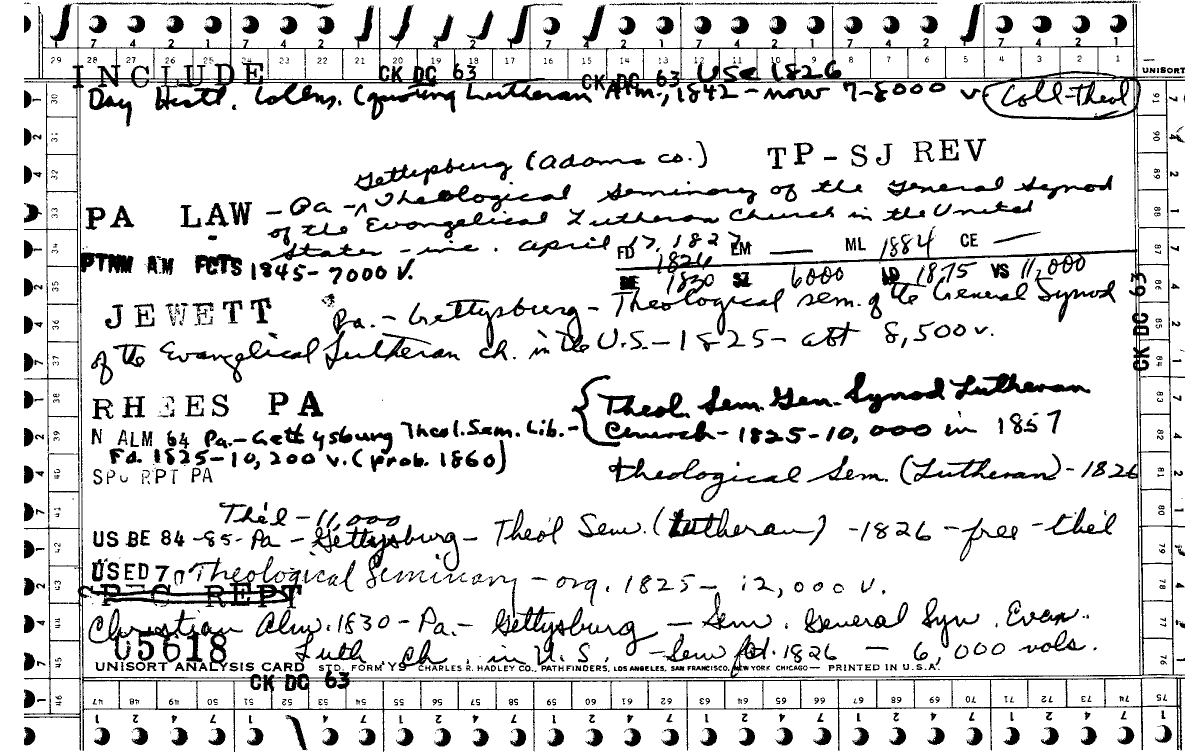 INCLUDE CK DC 63 CK DC 63 USE 1826
Day Hist. Collns. (quoting Lutheran Alm., 1842 - now 7-8000 v. Coll-Theol
Gettysburg (Adams co.) TP-SJ REV
PA LAW - Pa - Theological Seminary of the General Synod
of the Evangelical Lutheran Church in the United
States - inc. April 17, 1827
FD 1826 EM — ML 1884 CE —
PTNM AM FCTS 1845 - 7000 v.
1830 SZ 6000 LD 1875 VS 11,000
JEWETT Pa. - Gettysburg - Theological sem. of the General Synod
of the Evangelical Lutheran ch. in the U.S. - 1825 - abt 8,500 v.
CK DC 63
RHEES PA Theol. Sem. Gen. Synod Lutheran
Church - 1825 - 10,000 in 1857
N ALM 64 Pa. - Gettysburg Theol. Sem. Lib. -
Fd. 1825 - 10,200 v. (prob. 1860)
SPC RPT PA Theological Sem. (Lutheran) - 1826
The'l - 11,000
US BE 84-85 - Pa - Gettysburg - Theo'l Sem. (Lutheran) - 1826 - free - the'l
USED 70 Theological Seminary - org. 1825 - 12,000 v.
P C REPT
Christian Alm. 1830 - Pa. - Gettysburg - Sem. General Syn. Evan.
05618 Luth. ch. in U.S. - Sem fd. 1826 - 6,000 vols.
UNISORT ANALYSIS CARD STD. FORM Y9 CHARLES R. HADLEY CO., PATHFINDERS, LOS ANGELES, SAN FRANCISCO, NEW YORK CHICAGO — PRINTED IN U.S.A.
CK DC 63
UNISORT